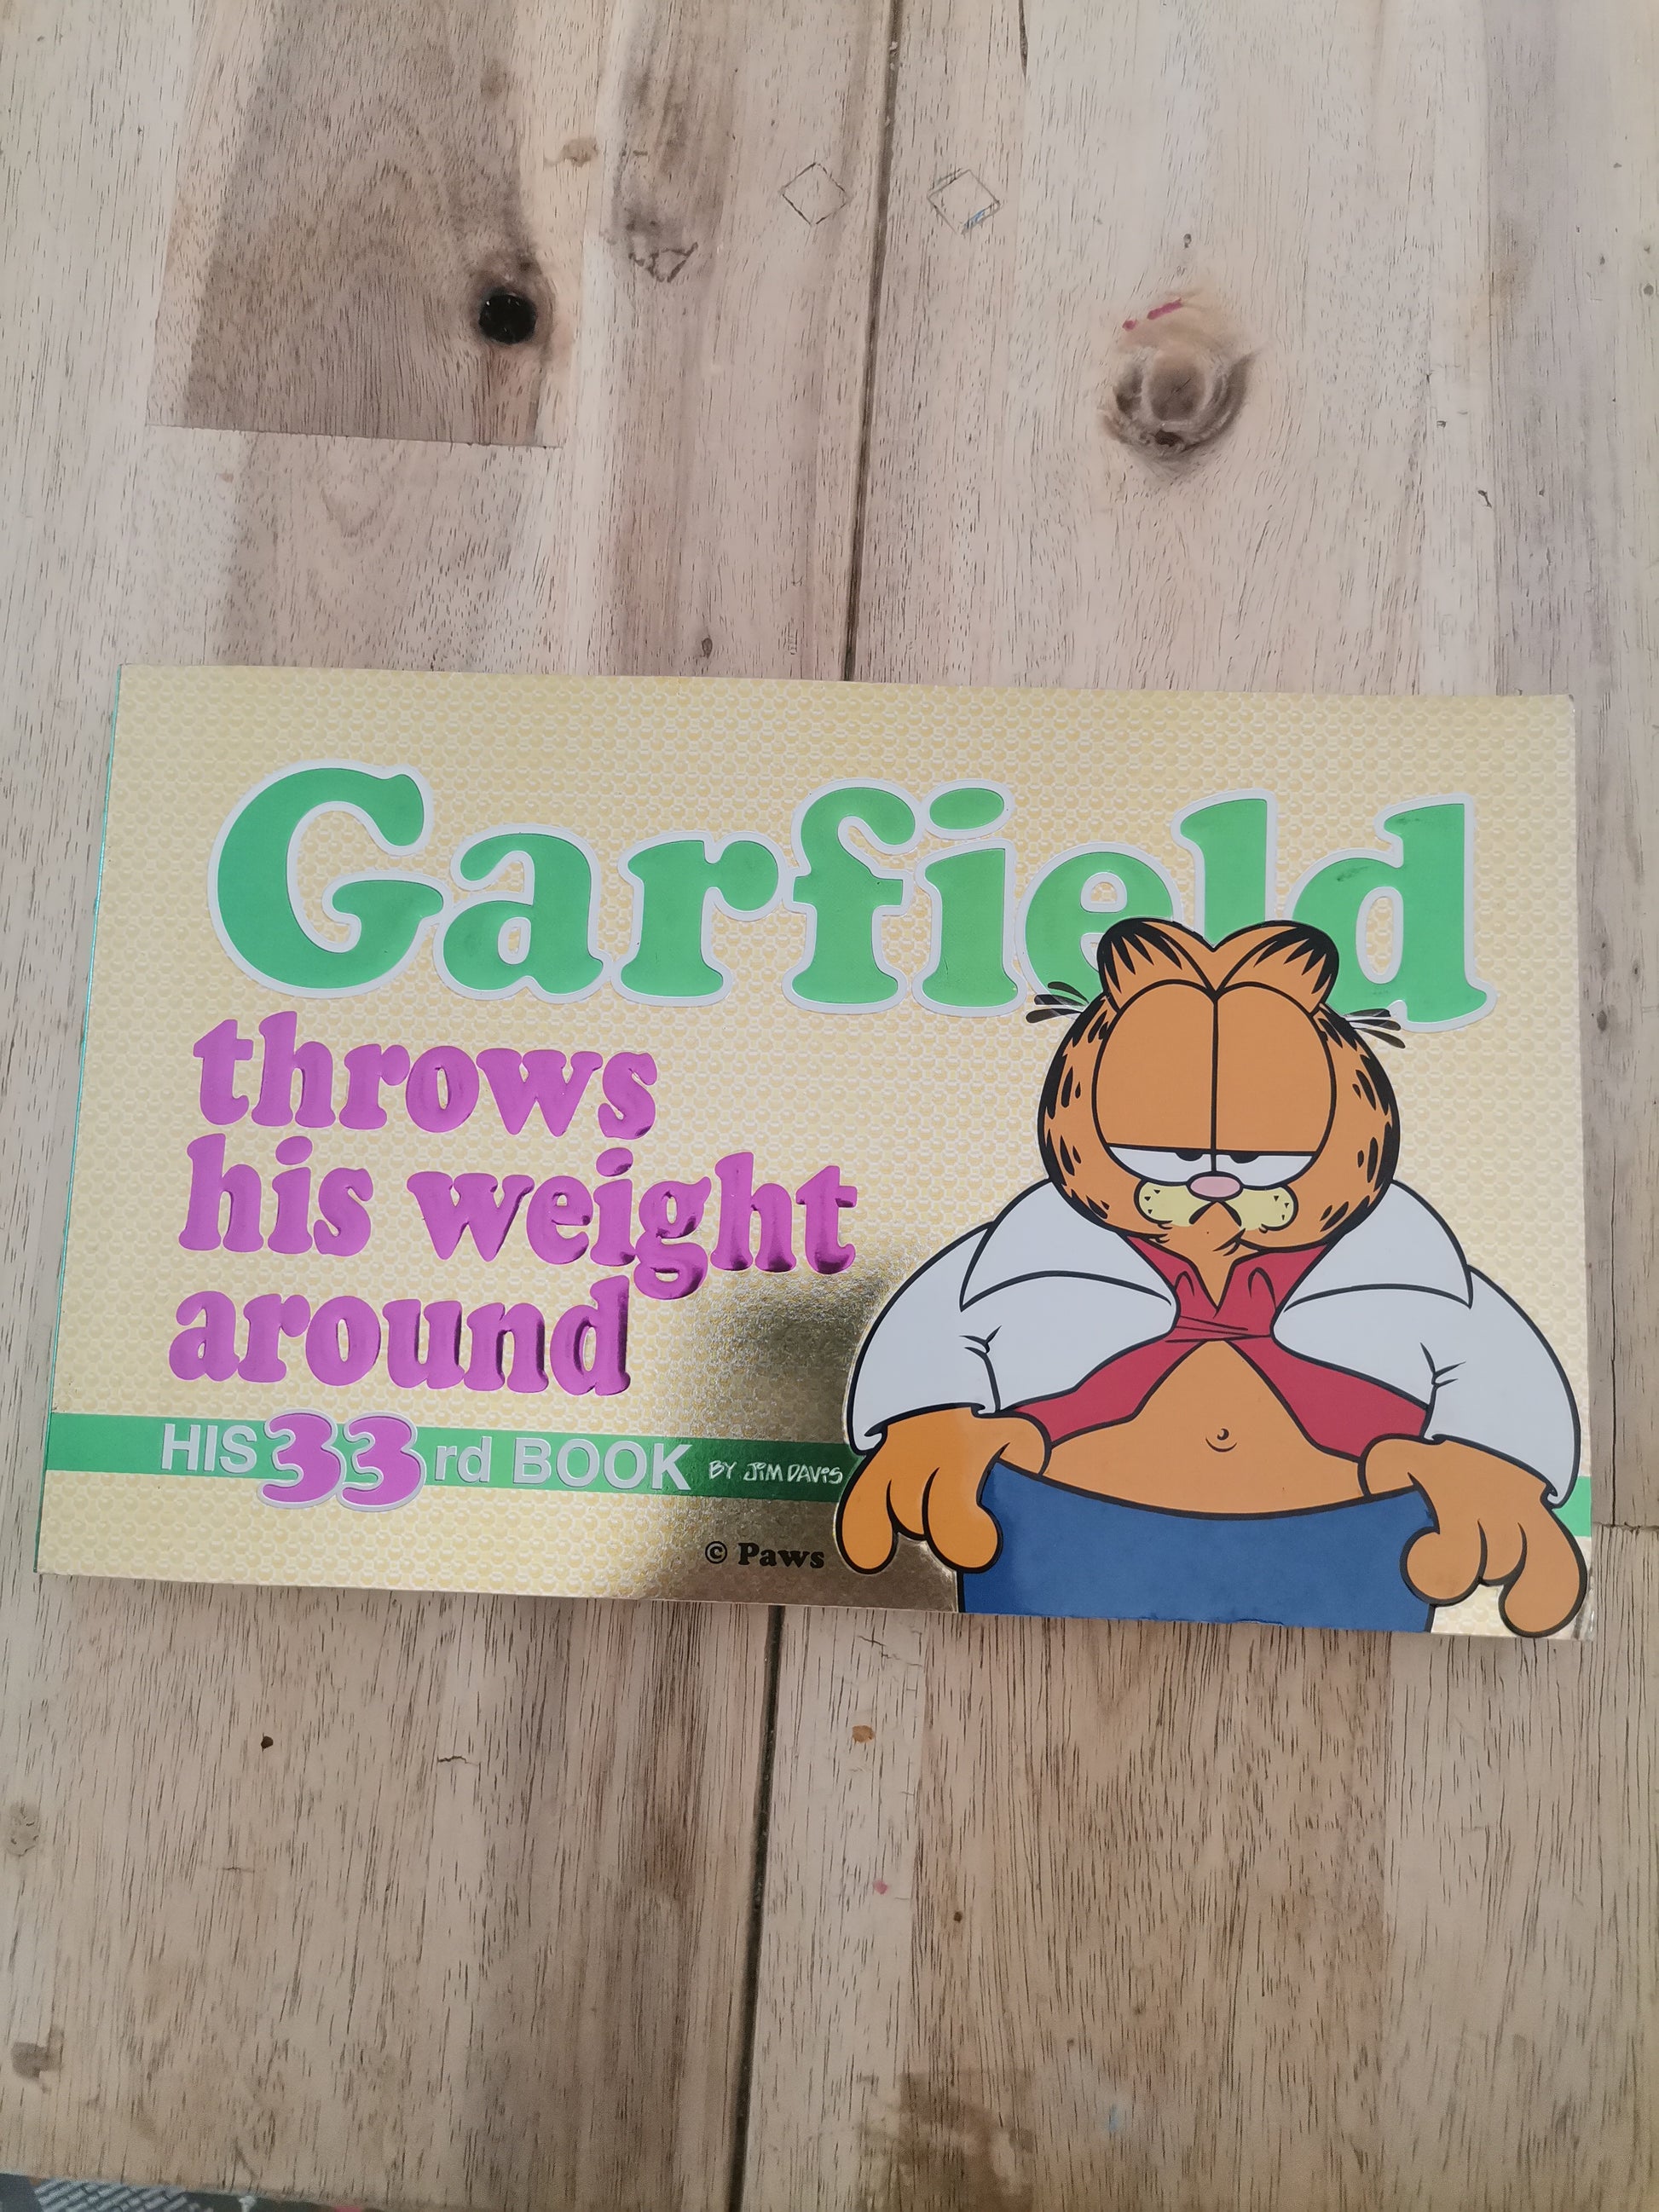 Garfield
throws
his weight
around
HIS 33rd BOOK BY JIM DAVIS
© Paws